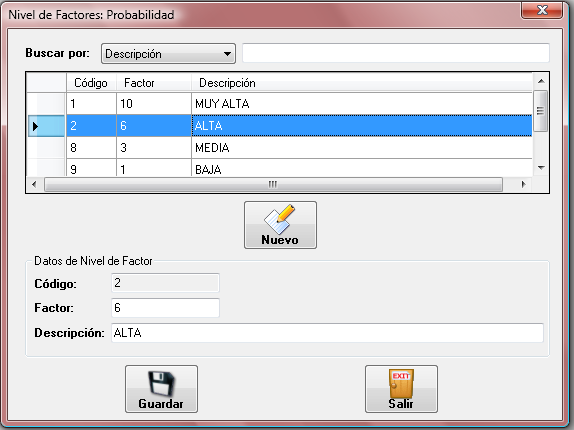 Nivel de Factores: Probabilidad
Buscar por: Descripción
Código Factor Descripción
1 10 MUY ALTA
2 6 ALTA
8 3 MEDIA
9 1 BAJA
Nuevo
Datos de Nivel de Factor
Código: 2
Factor: 6
Descripción: ALTA
EXIT
Guardar Salir